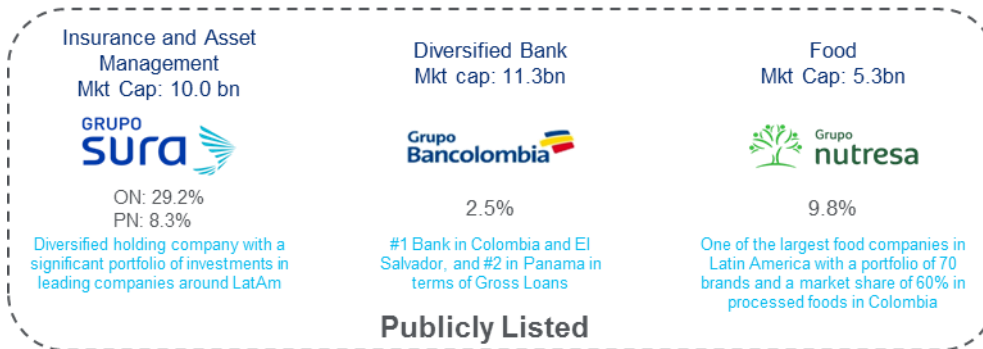 Insurance and Asset
Management
Mkt Cap: 10.0 bn
GRUPO
sura
ON: 29.2%
PN: 8.3%
Diversified holding company with a
significant portfolio of investments in
leading companies around LatAm
Diversified Bank
Mkt cap: 11.3bn
Grupo
Bancolombia
2.5%
#1 Bank in Colombia and El
Salvador, and #2 in Panama in
terms of Gross Loans
Food
Mkt Cap: 5.3bn
Grupo
nutresa
9.8%
One of the largest food companies in
Latin America with a portfolio of 70
brands and a market share of 60% in
processed foods in Colombia
Publicly Listed